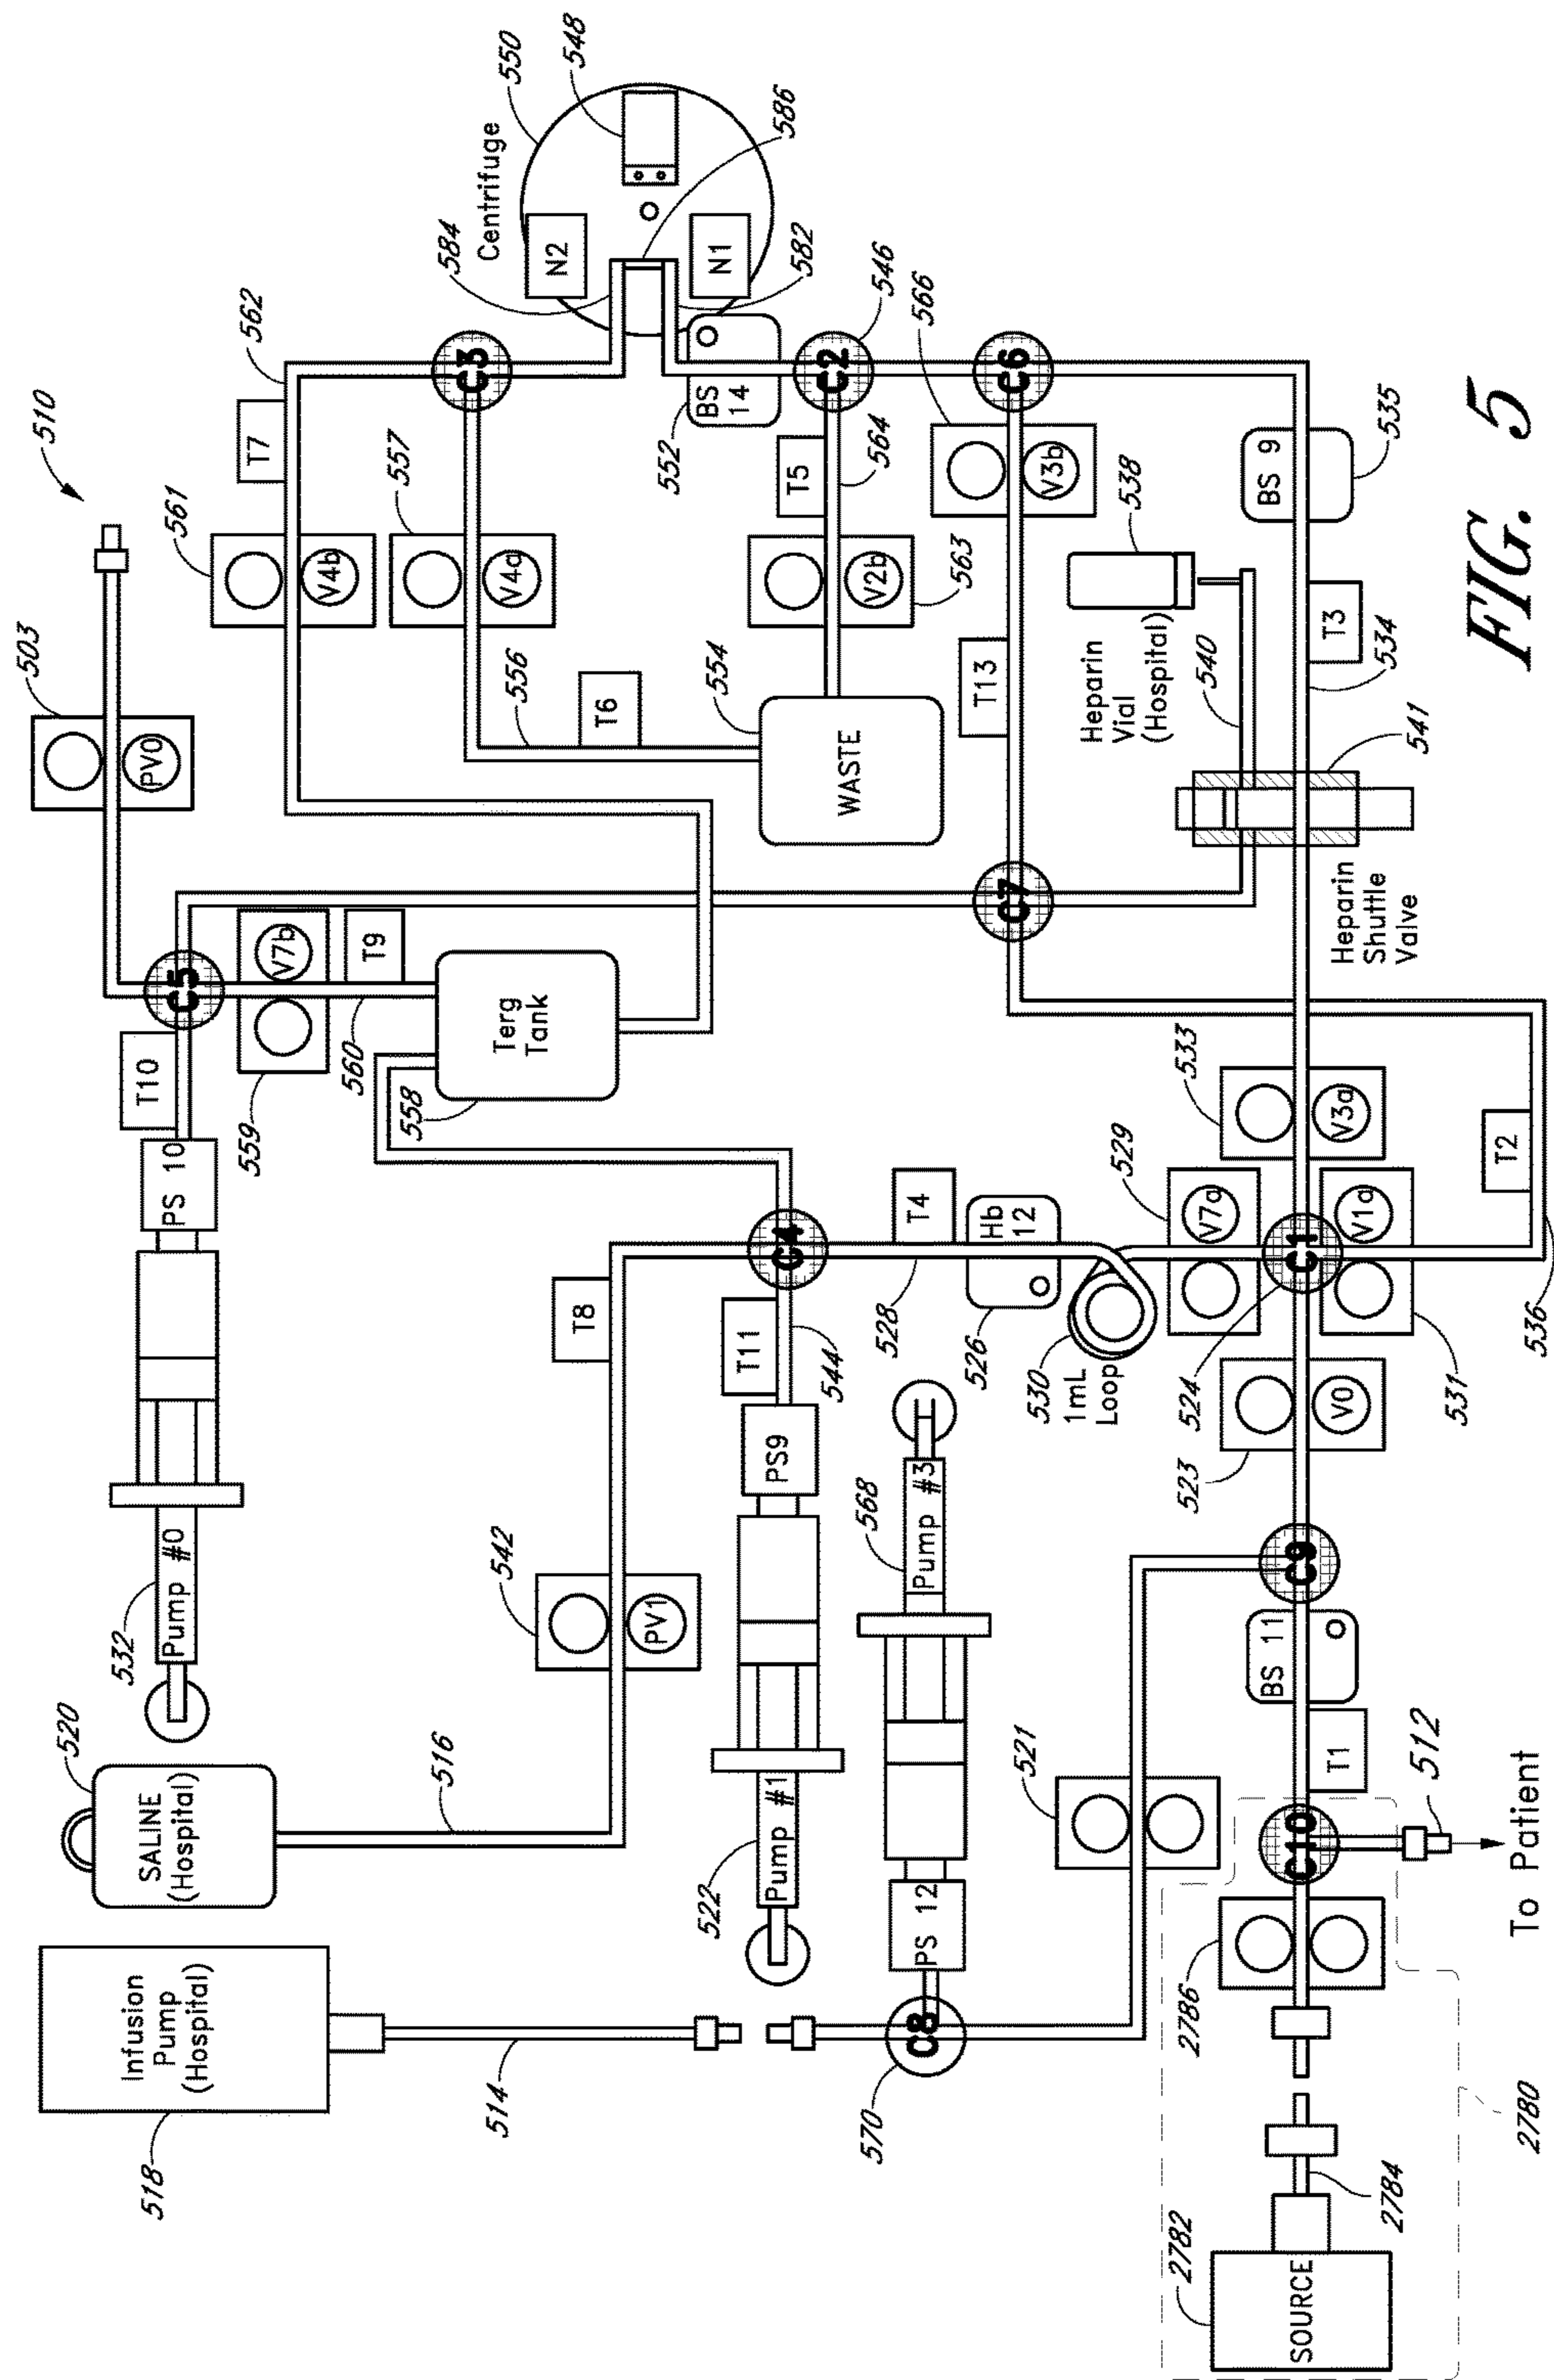 510
503
PV0
561
V4b
T7
562
Centrifuge
550
548
584
N2
N1
586
582
C3
557
V4a
556
T6
552
BS
14
C2
546
T5
564
V2b
563
554
WASTE
566
C6
V3b
T13
538
Heparin
Vial
(Hospital)
540
BS 9
535
T3
534
541
Heparin
Shuttle
Valve
C7
C5
V7b
T9
559
560
T10
PS 10
Terg
Tank
558
532
Pump #0
520
SALINE
(Hospital)
516
542
PV1
T8
C4
T11
544
PS9
Pump #1
522
T4
528
Hb
12
526
530
1mL
Loop
529
V7a
533
V3a
C1
524
V1a
531
T2
536
523
V0
568
Pump #3
PS 12
C8
570
521
C9
BS 11
T1
C10
512
To Patient
Infusion
Pump
(Hospital)
518
514
2786
2780
2784
2782
SOURCE
FIG. 5